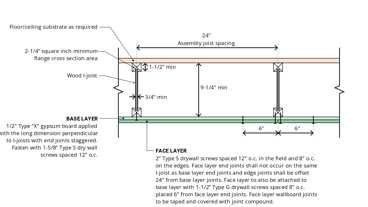 Floor/ceiling substrate as required
24"
Assembly joist spacing
2-1/4" square inch minimum
flange cross section area
1-1/2" min
Wood I-joist
9-1/4" min
3/4" min
BASE LAYER
1/2" Type "X" gypsum board applied
with the long dimension perpendicular
to I-joists with end joints staggered.
Fasten with 1-5/8" Type S dry wall
screws spaced 12" o.c.
6"
6"
FACE LAYER
2" Type S drywall screws spaced 12" o.c. in the field and 8" o.c.
on the edges. Face layer end joints shall not occur on the same
I-joist as base layer end joints and edge joints shall be offset
24" from base layer joints. Face layer to also be attached to
base layer with 1-1/2" Type G drywall screws spaced 8" o.c.
placed 6" from face layer end joints. Face layer wallboard joints
to be taped and covered with joint compound.